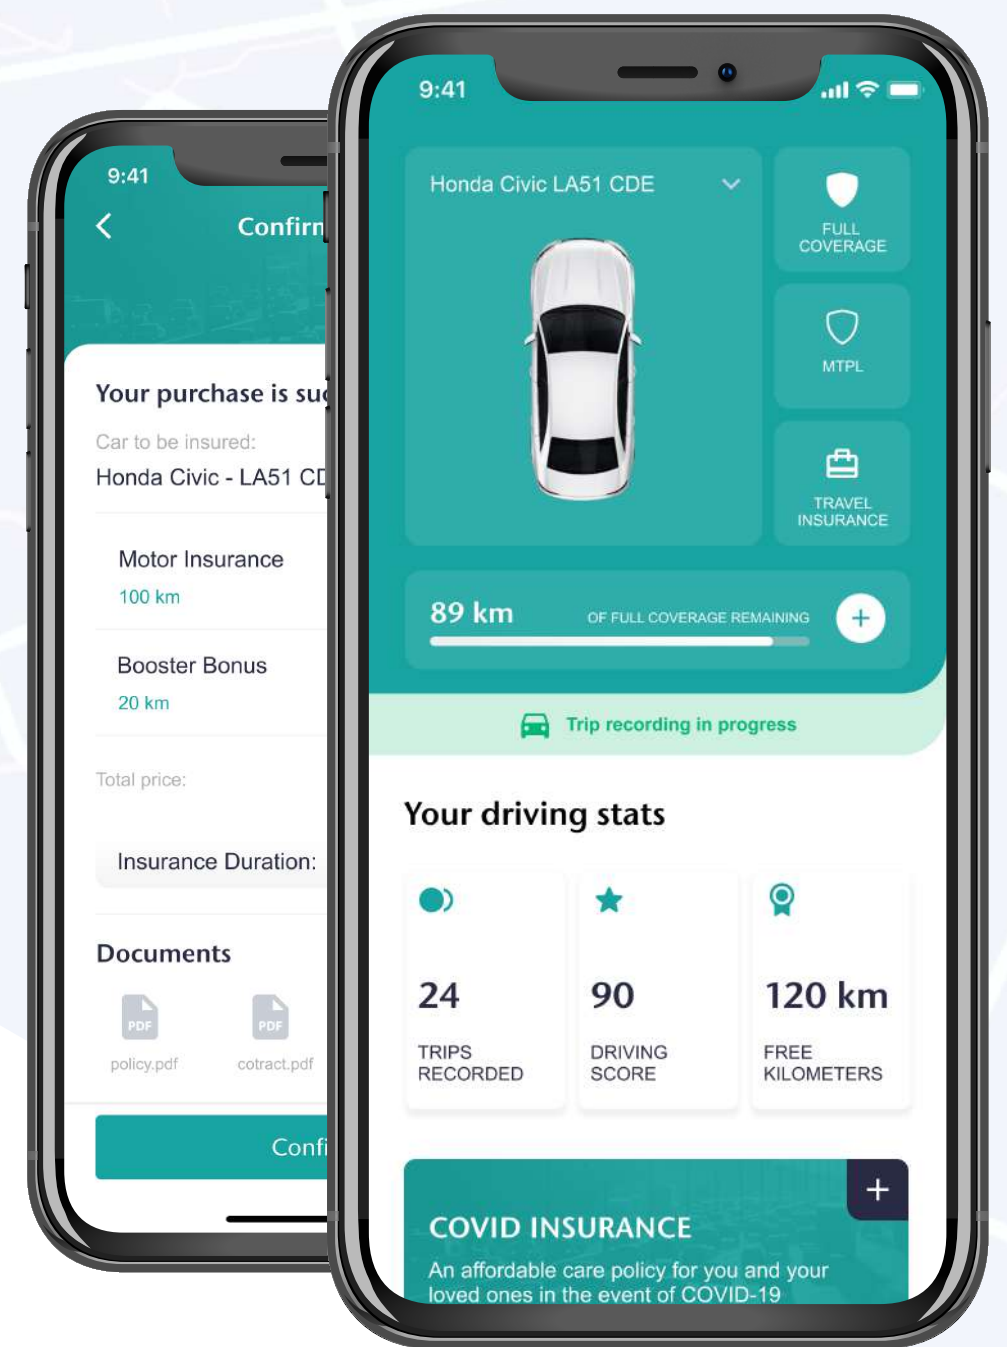 9:41
Confirm
Your purchase is suc
Car to be insured:
Honda Civic - LA51 CD
Motor Insurance
100 km
Booster Bonus
20 km
Total price:
Insurance Duration:
Documents
PDF
PDF
policy.pdf
cotract.pdf
Confi
9:41
Honda Civic LA51 CDE
FULL
COVERAGE
MTPL
TRAVEL
INSURANCE
89 km
OF FULL COVERAGE REMAINING
Trip recording in progress
Your driving stats
24
90
120 km
TRIPS
RECORDED
DRIVING
SCORE
FREE
KILOMETERS
COVID INSURANCE
An affordable care policy for you and your
loved ones in the event of COVID-19